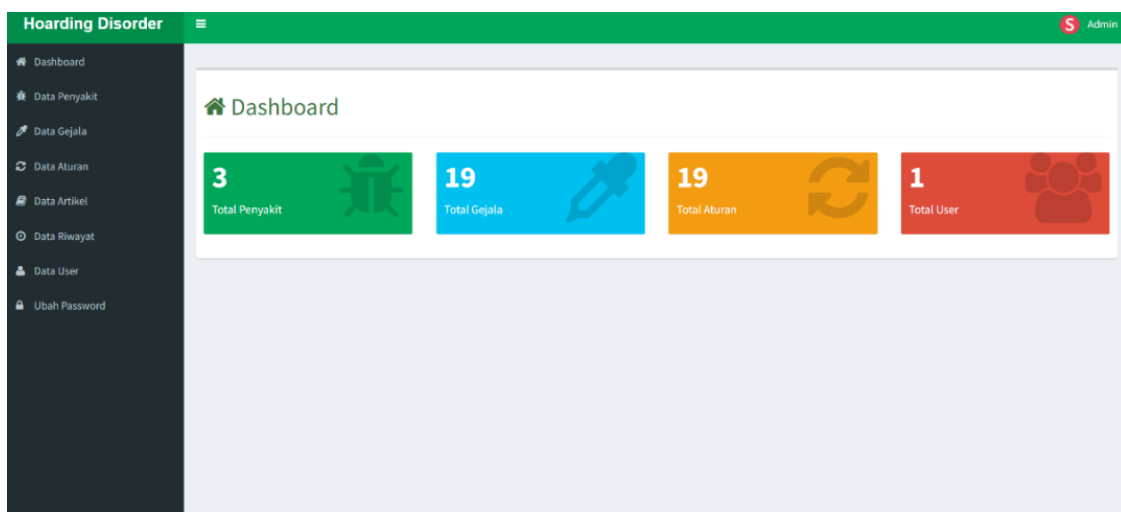 Hoarding Disorder
S Admin
Dashboard
Data Penyakit
Data Gejala
Data Aturan
Data Artikel
Data Riwayat
Data User
Ubah Password
Dashboard
3
Total Penyakit
19
Total Gejala
19
Total Aturan
1
Total User